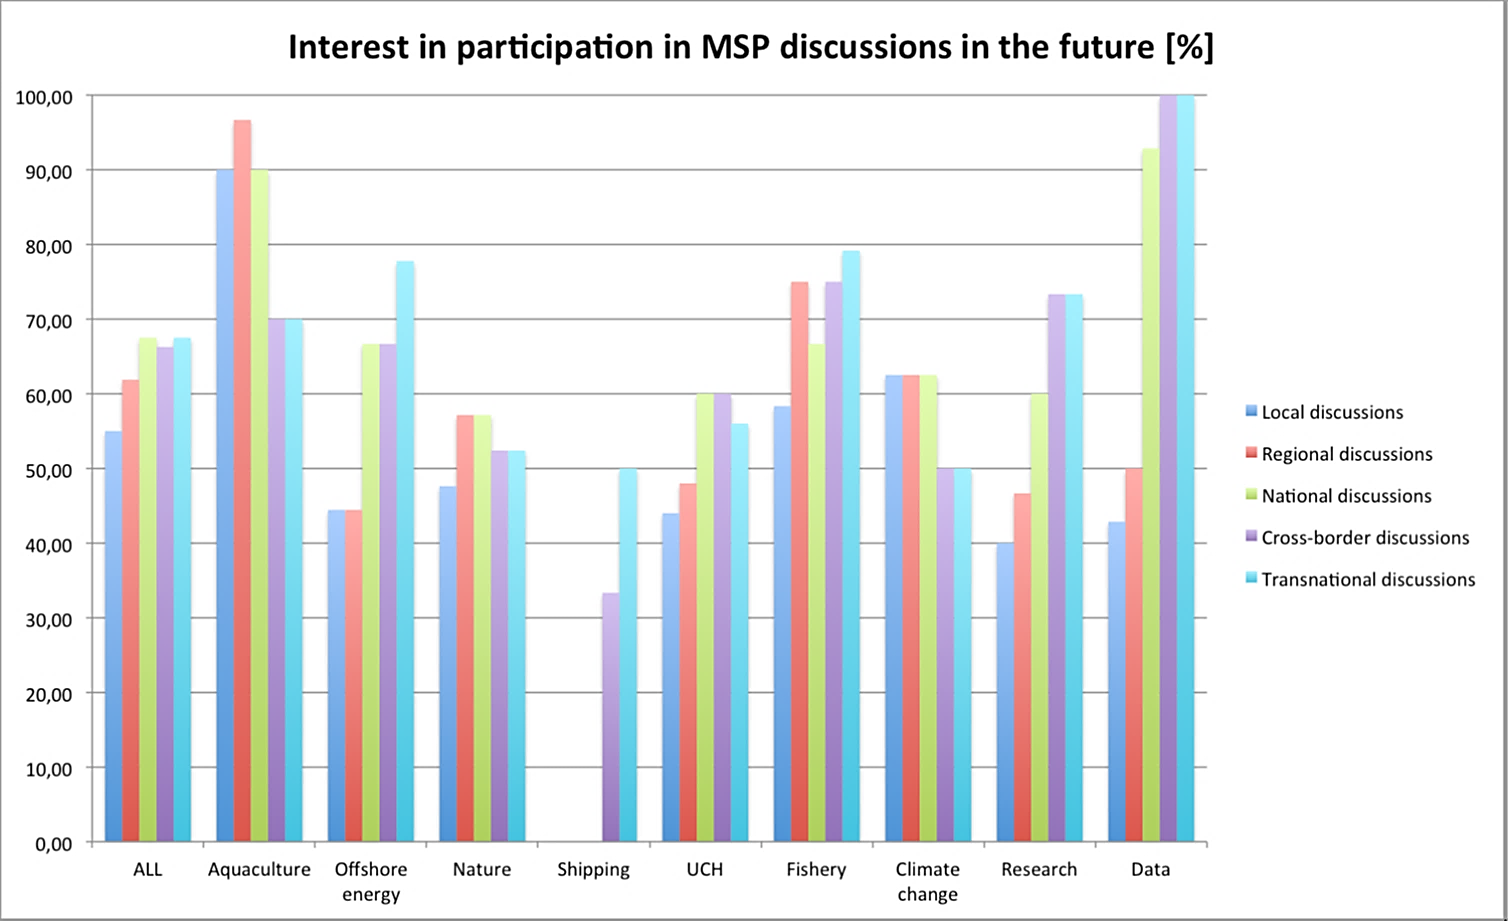 Interest in participation in MSP discussions in the future [%]
100,00
90,00
80,00
70,00
60,00
50,00
40,00
30,00
20,00
10,00
0,00
ALL
Aquaculture
Offshore
energy
Nature
Shipping
UCH
Fishery
Climate
change
Research
Data
Local discussions
Regional discussions
National discussions
Cross-border discussions
Transnational discussions